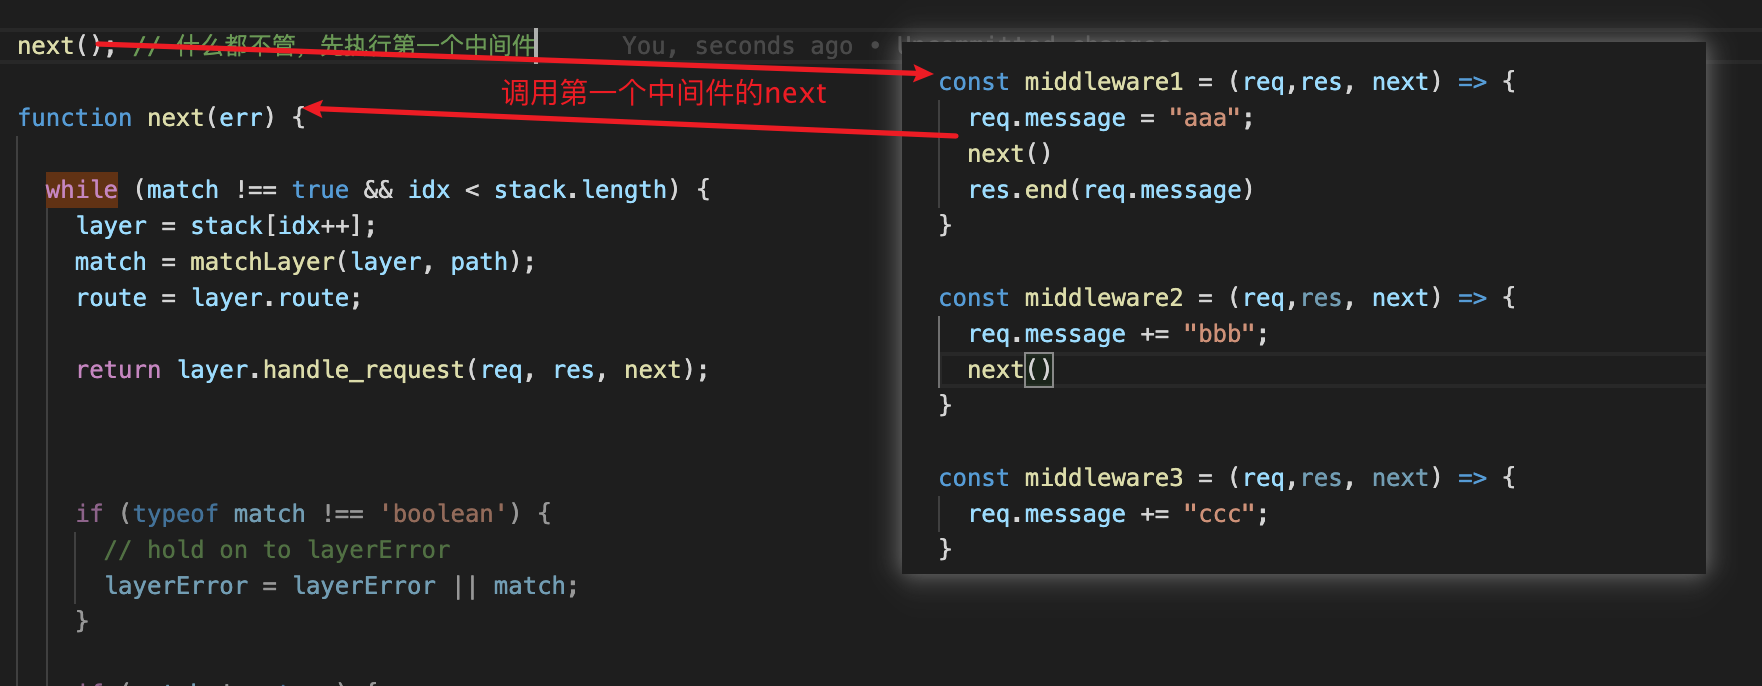 next(); // 什么都不管，先执行第一个中间件
You, seconds ago • Uncommitted changes
调用第一个中间件的next
function next(err) {
while (match !== true && idx < stack.length) {
layer = stack[idx++];
match = matchLayer(layer, path);
route = layer.route;
return layer.handle_request(req, res, next);
if (typeof match !== 'boolean') {
// hold on to layerError
layerError = layerError || match;
}
const middleware1 = (req,res, next) => {
req.message = "aaa";
next()
res.end(req.message)
}
const middleware2 = (req,res, next) => {
req.message += "bbb";
next()
}
const middleware3 = (req,res, next) => {
req.message += "ccc";
}